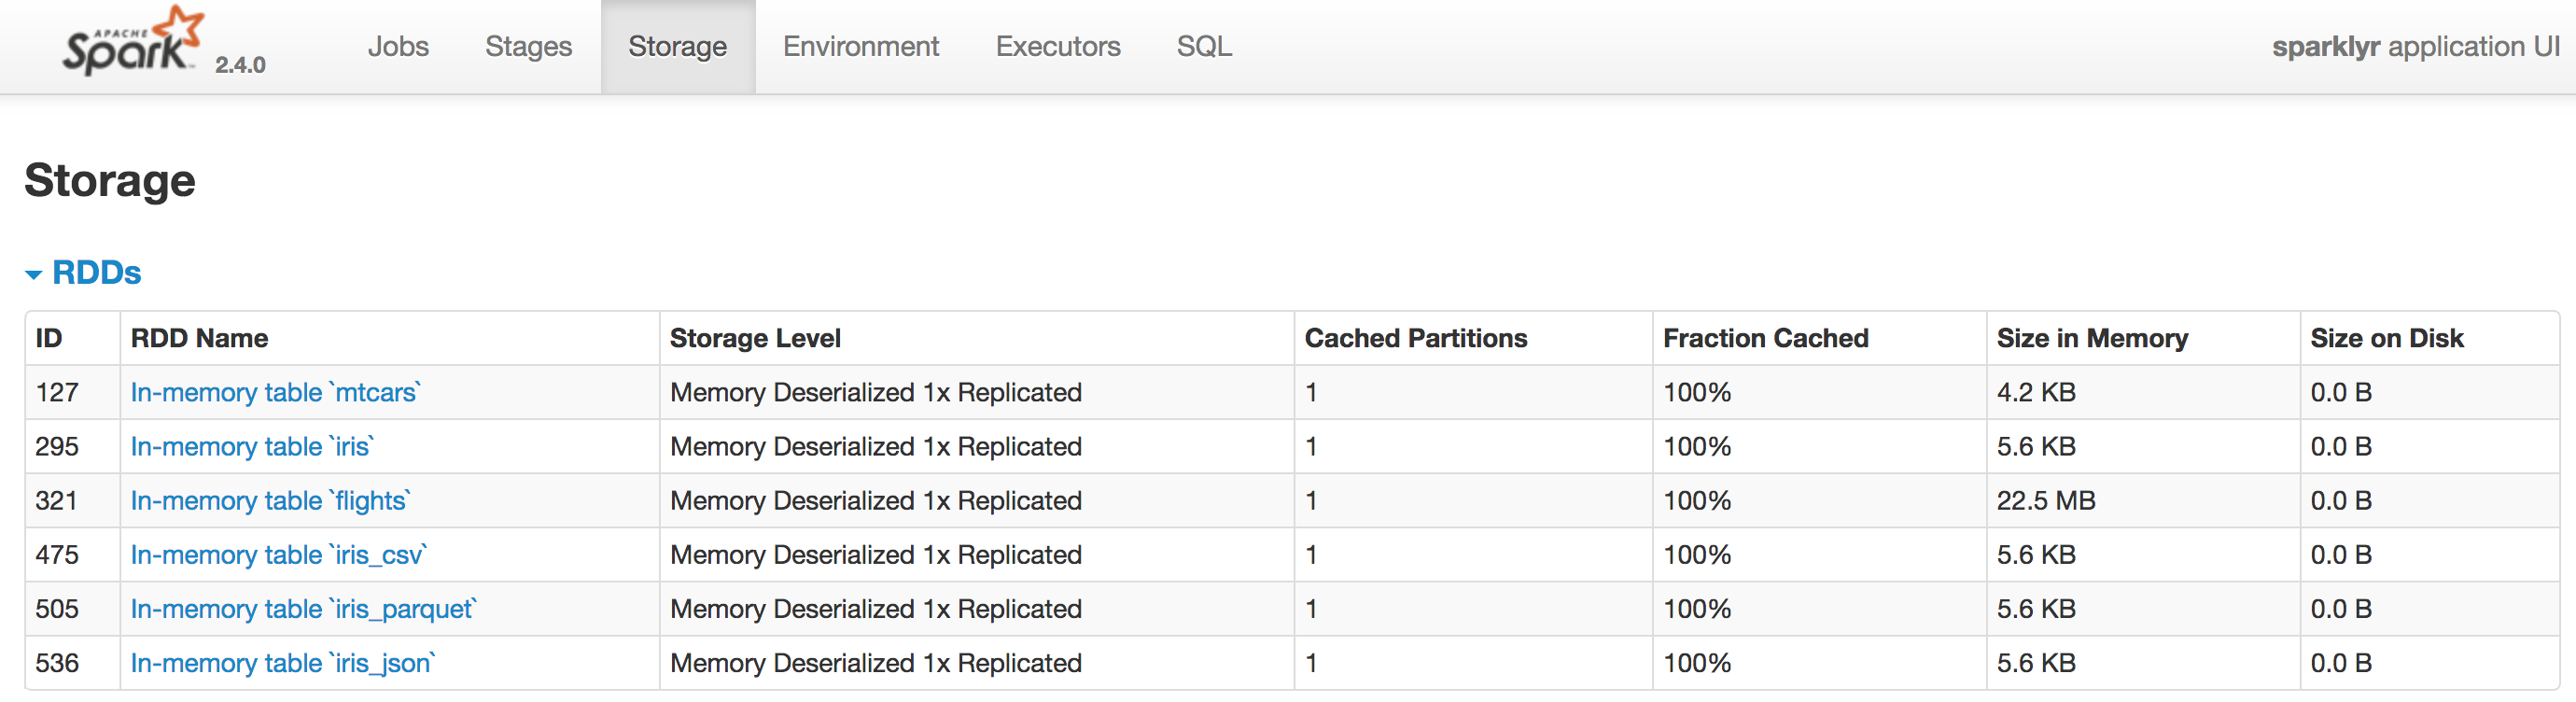 APACHE Spark 2.4.0 Jobs Stages Storage Environment Executors SQL sparklyr application UI
Storage
RDDs
ID RDD Name Storage Level Cached Partitions Fraction Cached Size in Memory Size on Disk
127 In-memory table `mtcars` Memory Deserialized 1x Replicated 1 100% 4.2 KB 0.0 B
295 In-memory table `iris` Memory Deserialized 1x Replicated 1 100% 5.6 KB 0.0 B
321 In-memory table `flights` Memory Deserialized 1x Replicated 1 100% 22.5 MB 0.0 B
475 In-memory table `iris_csv` Memory Deserialized 1x Replicated 1 100% 5.6 KB 0.0 B
505 In-memory table `iris_parquet` Memory Deserialized 1x Replicated 1 100% 5.6 KB 0.0 B
536 In-memory table `iris_json` Memory Deserialized 1x Replicated 1 100% 5.6 KB 0.0 B